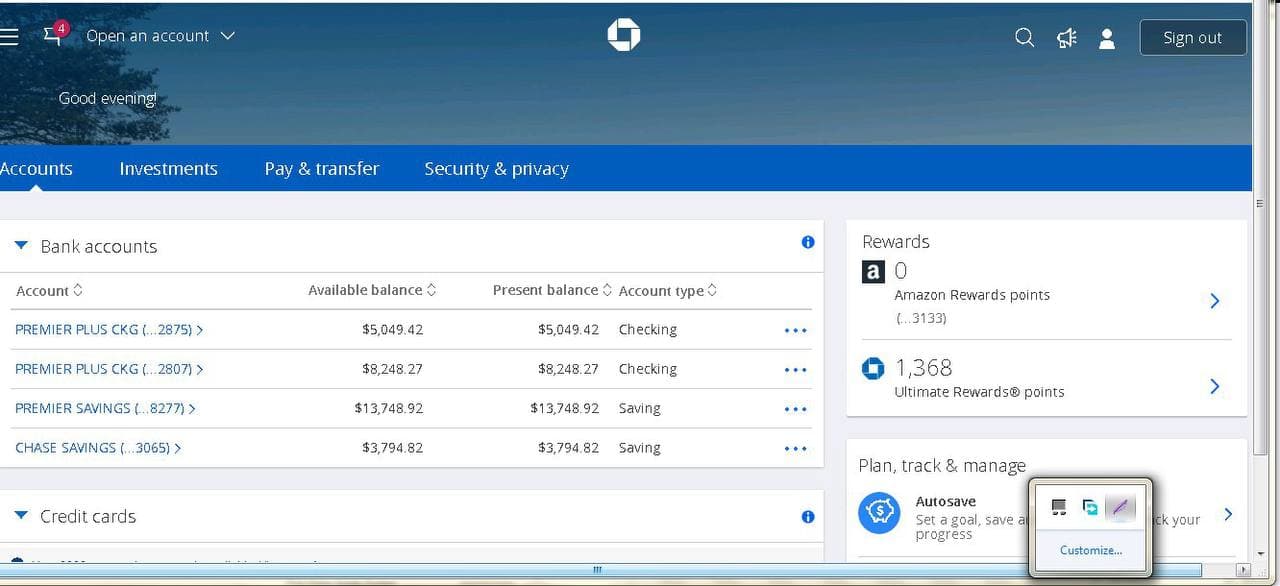 4
Open an account
Sign out
Good evening!
Accounts Investments Pay & transfer Security & privacy
Bank accounts
Account Available balance Present balance Account type
PREMIER PLUS CKG (...2875) $5,049.42 $5,049.42 Checking
PREMIER PLUS CKG (...2807) $8,248.27 $8,248.27 Checking
PREMIER SAVINGS (...8277) $13,748.92 $13,748.92 Saving
CHASE SAVINGS (...3065) $3,794.82 $3,794.82 Saving
Credit cards
Rewards
a 0
Amazon Rewards points
(...3133)
1,368
Ultimate Rewards® points
Plan, track & manage
Autosave
Set a goal, save your
progress
Customize...